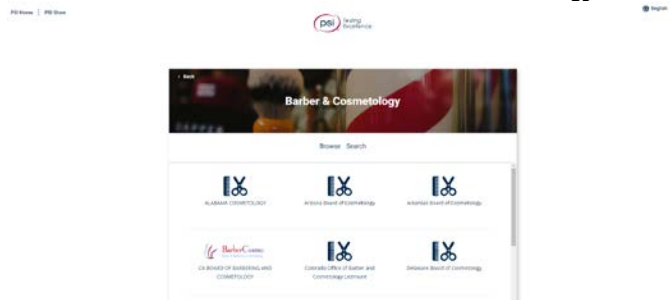 PSI Home | PSI Store
English
psi Testing
Excellence
‹ Back
Barber & Cosmetology
Browse Search
ALABAMA COSMETOLOGY
Arizona Board of Cosmetology
Arkansas Board of Cosmetology
BarberCosmo
CA BOARD OF BARBERING AND
COSMETOLOGY
Colorado Office of Barber and
Cosmetology Licensure
Delaware Board of Cosmetology